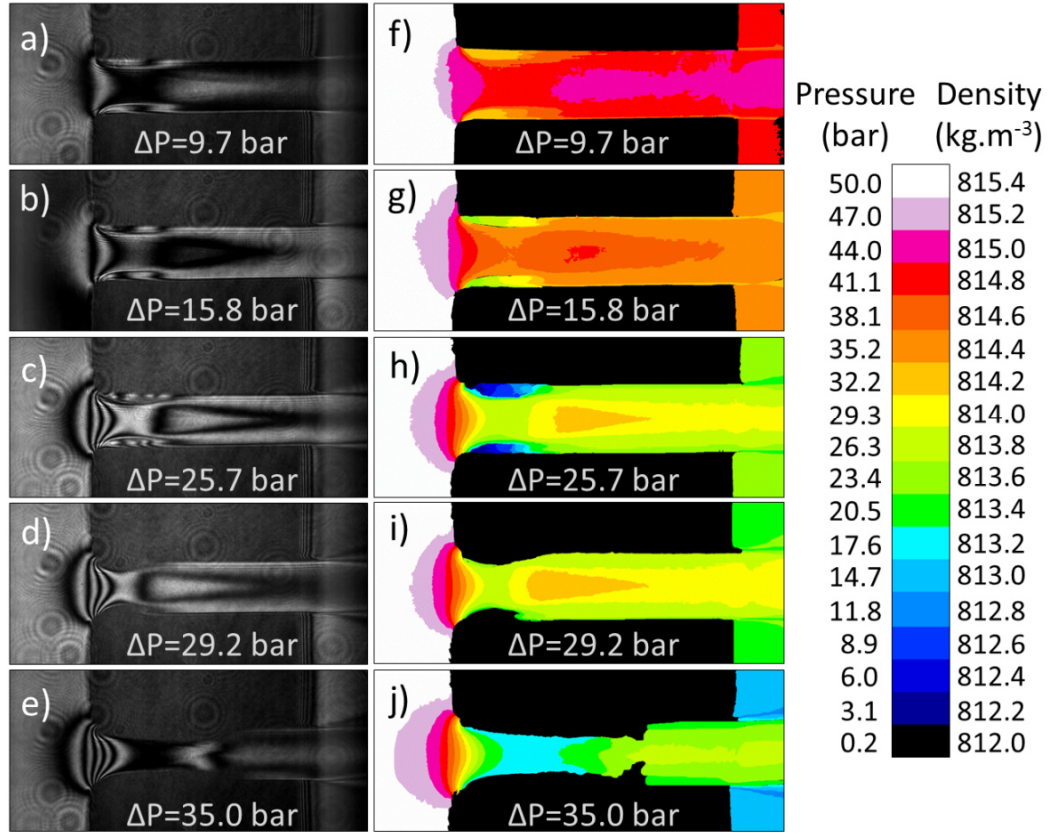 a)
ΔP=9.7 bar
b)
ΔP=15.8 bar
c)
ΔP=25.7 bar
d)
ΔP=29.2 bar
e)
ΔP=35.0 bar
f)
ΔP=9.7 bar
g)
ΔP=15.8 bar
h)
ΔP=25.7 bar
i)
ΔP=29.2 bar
j)
ΔP=35.0 bar
Pressure Density
(bar) (kg.m⁻³)
50.0 815.4
47.0 815.2
44.0 815.0
41.1 814.8
38.1 814.6
35.2 814.4
32.2 814.2
29.3 814.0
26.3 813.8
23.4 813.6
20.5 813.4
17.6 813.2
14.7 813.0
11.8 812.8
8.9 812.6
6.0 812.4
3.1 812.2
0.2 812.0